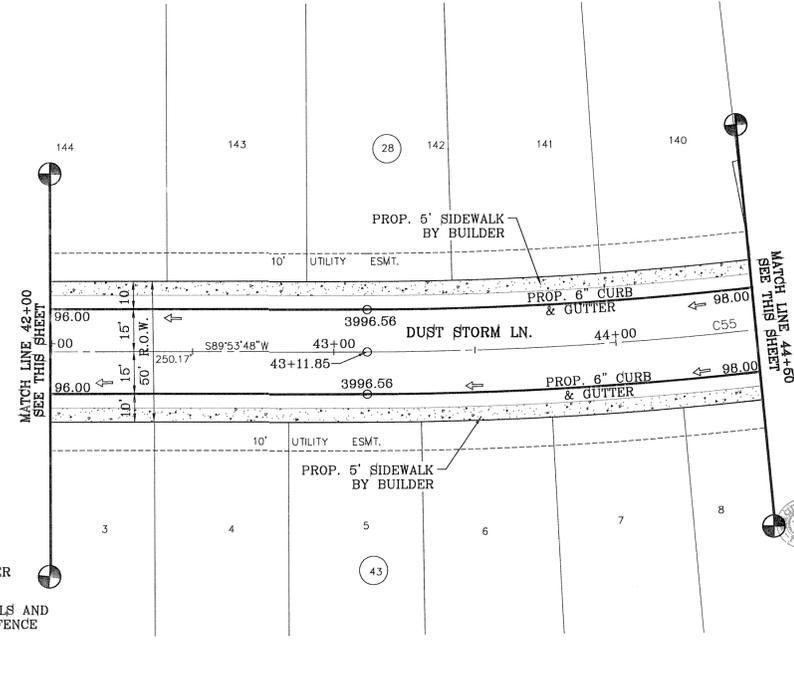 144
143
28
142
141
140
PROP. 5' SIDEWALK
BY BUILDER
10' UTILITY ESMT.
MATCH LINE 42+00
SEE THIS SHEET
MATCH LINE 44+50
SEE THIS SHEET
10'
15'
15'
10'
50' R.O.W.
96.00
3996.56
PROP. 6" CURB
& GUTTER
98.00
DUST STORM LN.
00
S89°53'48"W
250.17'
43+00
43+11.85
44+00
C55
96.00
3996.56
PROP. 6" CURB
& GUTTER
98.00
10' UTILITY ESMT.
PROP. 5' SIDEWALK
BY BUILDER
3
4
5
6
7
8
43
ER
LS AND
FENCE